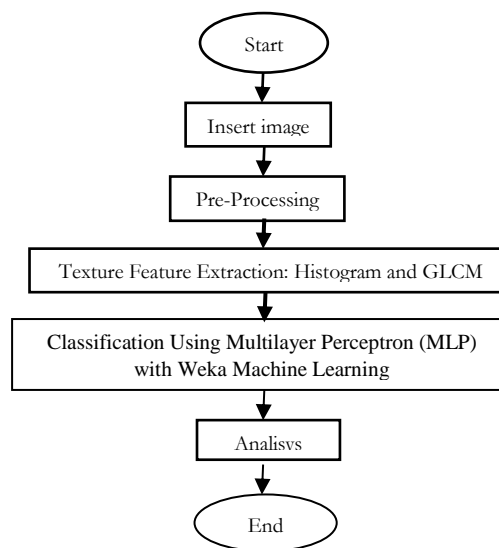 Start
Insert image
Pre-Processing
Texture Feature Extraction: Histogram and GLCM
Classification Using Multilayer Perceptron (MLP)
with Weka Machine Learning
Analisys
End